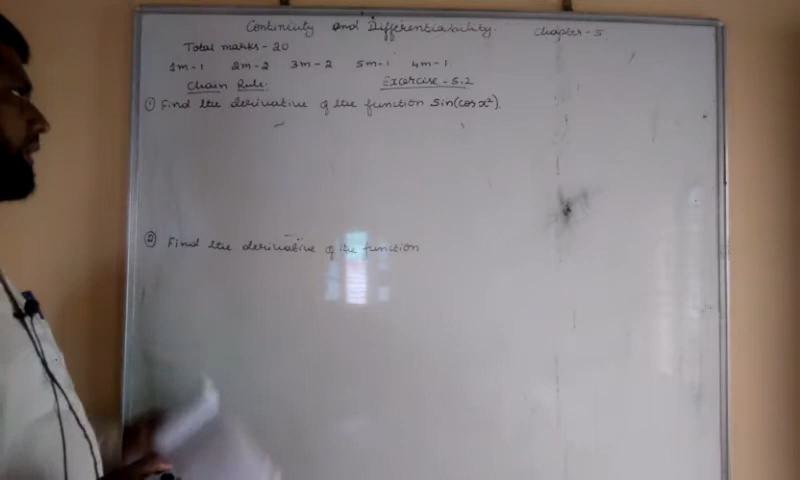 Continuity and Differentiability. Chapter - 5
Total marks - 20
1m - 1 2m - 2 3m - 2 5m - 1 4m - 1
Chain Rule. Exercise - 5.2
① Find the derivative of the function Sin(cos x²).
② Find the derivative of the function